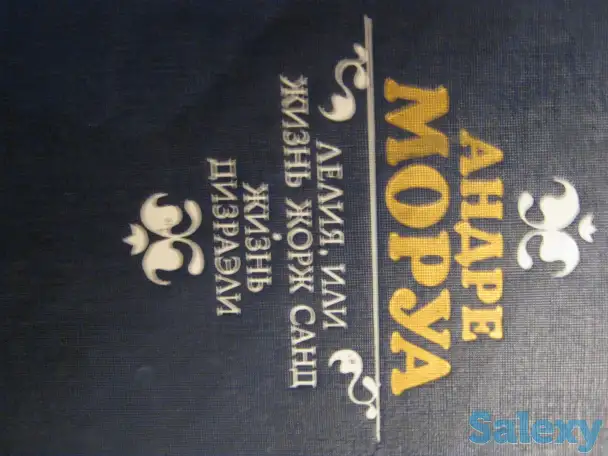 АНДРЕ
МОРУА
ЛЕЛИЯ, ИЛИ
ЖИЗНЬ ЖОРЖ САНД
ЖИЗНЬ
ДИЗРАЭЛИ
Salexy